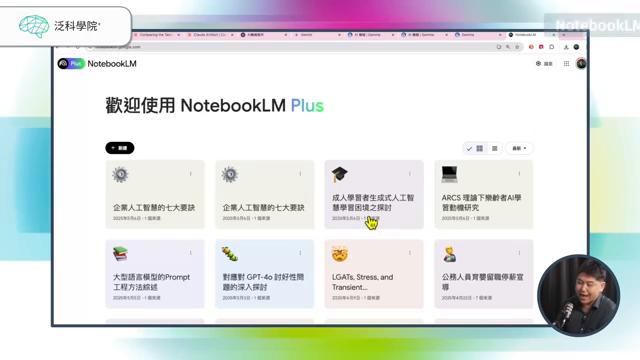 泛科學院
NotebookLM
Plus NotebookLM
設定
歡迎使用 NotebookLM Plus
+ 新建
最新
企業人工智慧的七大要訣
2025年5月6日 · 1 個來源
企業人工智慧的七大要訣
2025年5月6日 · 1 個來源
成人學習者生成式人工智慧學習困境之探討
2025年5月6日 · 1 個來源
ARCS 理論下樂齡者AI學習動機研究
2025年5月6日 · 1 個來源
大型語言模型的Prompt 工程方法綜述
2025年5月5日 · 1 個來源
對應對 GPT-4o 討好性問題的深入探討
2025年5月5日 · 1 個來源
LGATs, Stress, and Transient...
2025年4月9日 · 1 個來源
公務人員育嬰留職停薪宣導
2025年4月22日 · 7 個來源